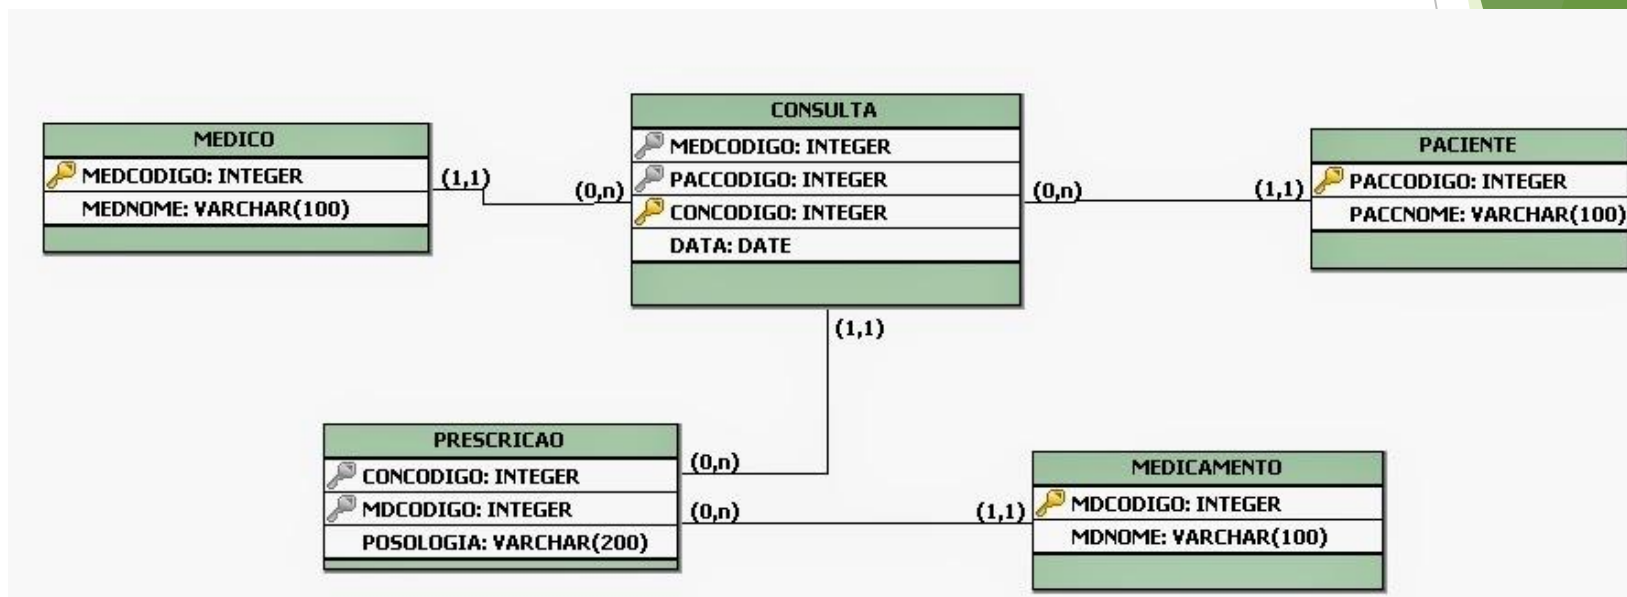 MEDICO
MEDCODIGO: INTEGER
MEDNOME: VARCHAR(100)
(1,1)
(0,n)
CONSULTA
MEDCODIGO: INTEGER
PACCODIGO: INTEGER
CONCODIGO: INTEGER
DATA: DATE
(0,n)
(1,1)
PACIENTE
PACCODIGO: INTEGER
PACCNOME: VARCHAR(100)
(1,1)
PRESCRICAO
CONCODIGO: INTEGER
MDCODIGO: INTEGER
POSOLOGIA: VARCHAR(200)
(0,n)
(0,n)
(1,1)
MEDICAMENTO
MDCODIGO: INTEGER
MDNOME: VARCHAR(100)